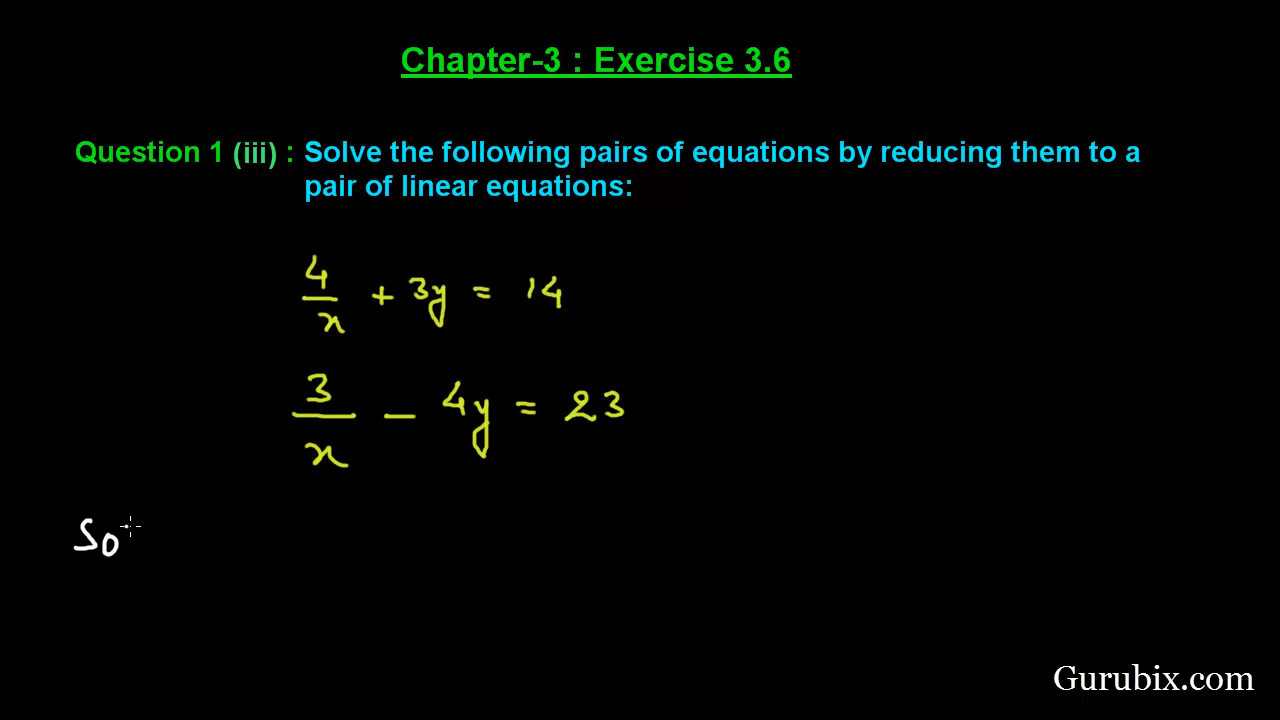 Chapter-3 : Exercise 3.6
Question 1 (iii) : Solve the following pairs of equations by reducing them to a
pair of linear equations:
4/x + 3y = 14
3/x - 4y = 23
So
Gurubix.com